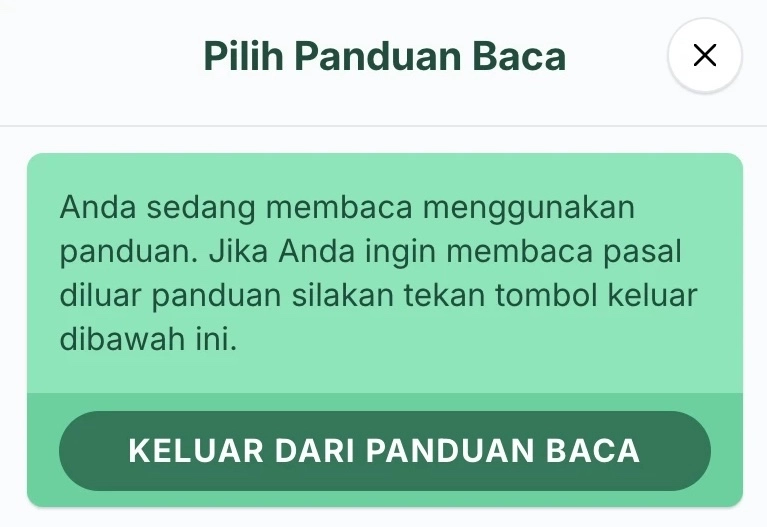 Pilih Panduan Baca
Anda sedang membaca menggunakan
panduan. Jika Anda ingin membaca pasal
diluar panduan silakan tekan tombol keluar
dibawah ini.
KELUAR DARI PANDUAN BACA